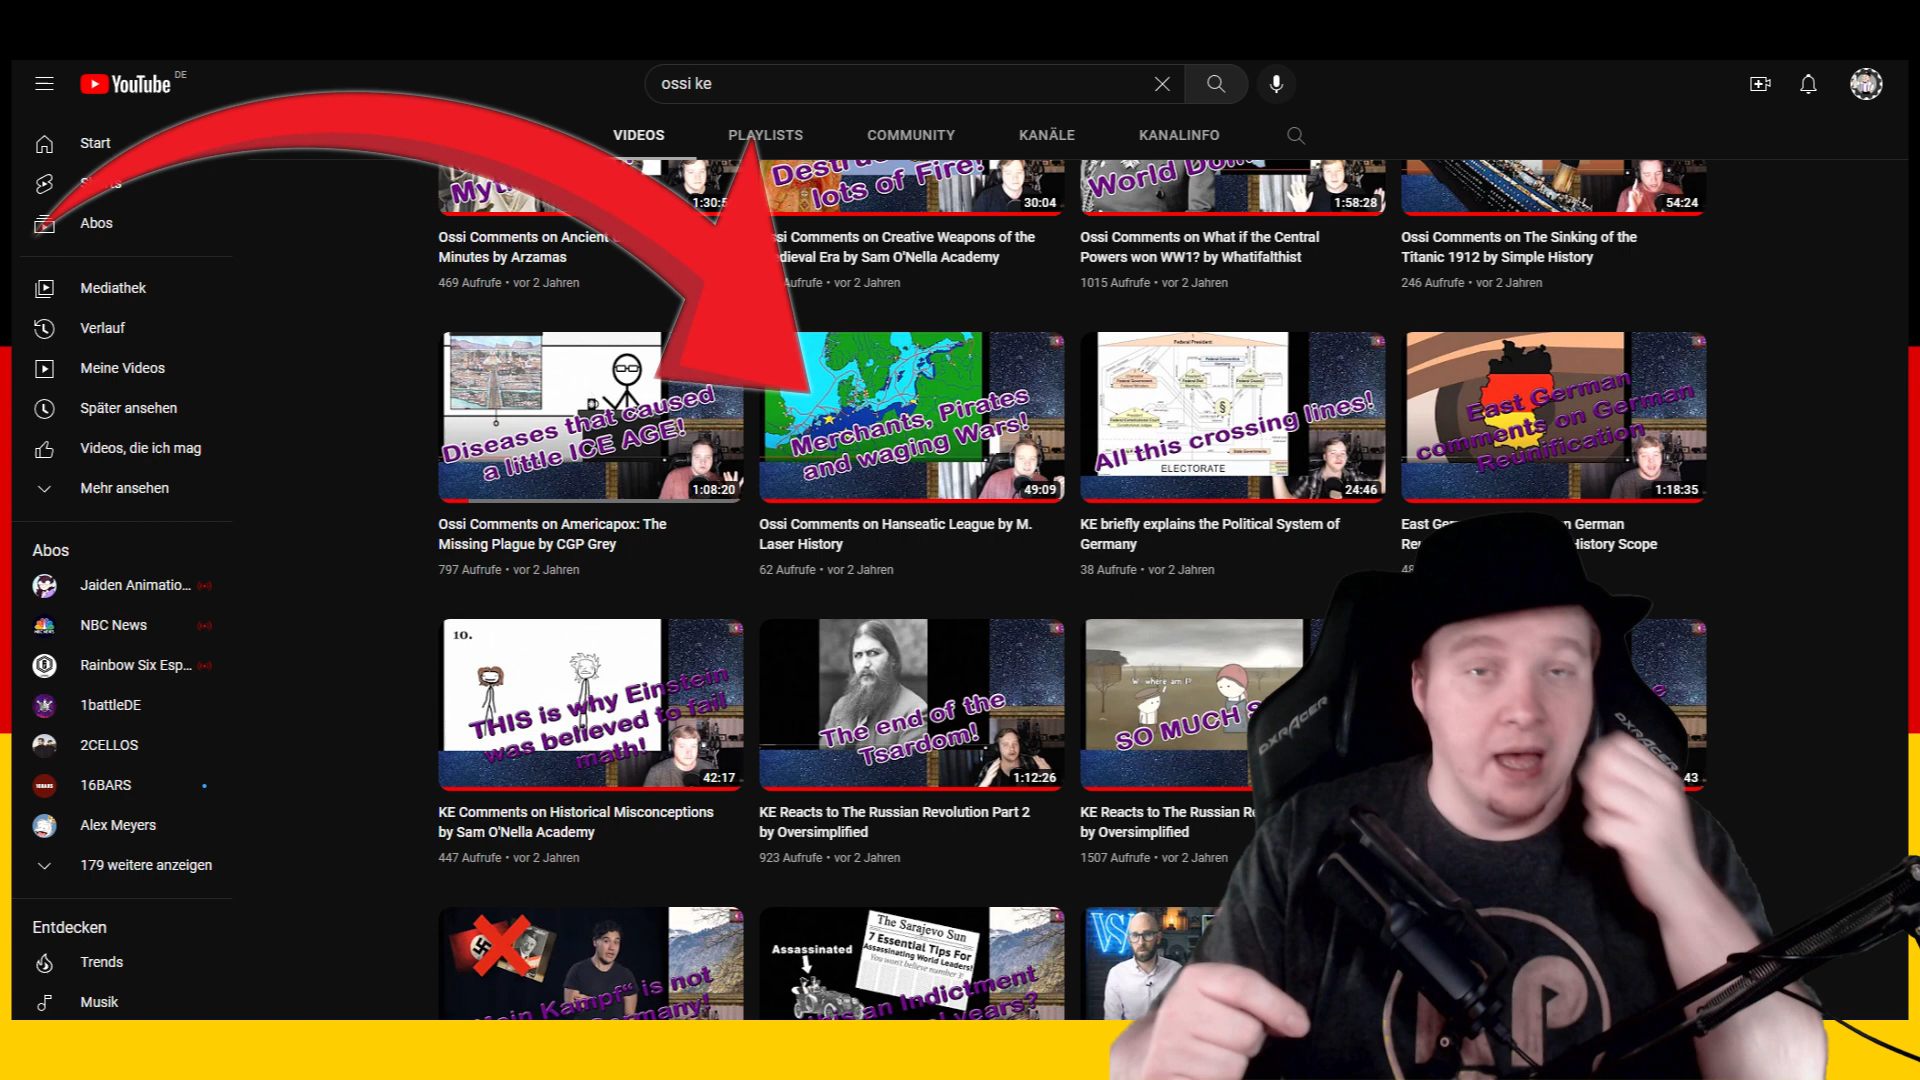 YouTube DE
ossi ke
VIDEOS
PLAYLISTS
COMMUNITY
KANÄLE
KANALINFO
Start
Abos
Mediathek
Verlauf
Meine Videos
Später ansehen
Videos, die ich mag
Mehr ansehen
Abos
Jaiden Animatio...
NBC News
Rainbow Six Esp...
1battleDE
2CELLOS
16BARS
Alex Meyers
179 weitere anzeigen
Entdecken
Trends
Musik
lots of Fire!
30:04
World
1:58:28
54:24
Ossi Comments on Ancient
Minutes by Arzamas
469 Aufrufe • vor 2 Jahren
Comments on Creative Weapons of the
Era by Sam O'Nella Academy
Aufrufe • vor 2 Jahren
Ossi Comments on What if the Central
Powers won WW1? by Whatifalthist
1015 Aufrufe • vor 2 Jahren
Ossi Comments on The Sinking of the
Titanic 1912 by Simple History
246 Aufrufe • vor 2 Jahren
Diseases that caused
a little ICE AGE!
1:08:20
Merchants, Pirates
and waging Wars!
49:09
Federal President
All this crossing lines!
ELECTORATE
24:46
East German
comments on German
Reunification
1:18:35
Ossi Comments on Americapox: The
Missing Plague by CGP Grey
797 Aufrufe • vor 2 Jahren
Ossi Comments on Hanseatic League by M.
Laser History
62 Aufrufe • vor 2 Jahren
KE briefly explains the Political System of
Germany
38 Aufrufe • vor 2 Jahren
East German
History Scope
10.
THIS is why Einstein
was believed to fail
math!
42:17
The end of the
Tsardom!
1:12:26
where am I?
SO MUCH
43
KE Comments on Historical Misconceptions
by Sam O'Nella Academy
447 Aufrufe • vor 2 Jahren
KE Reacts to The Russian Revolution Part 2
by Oversimplified
923 Aufrufe • vor 2 Jahren
KE Reacts to The Russian
by Oversimplified
1507 Aufrufe • vor 2 Jahren
DXRACER
DXRACER
Kampf" is not
Assassinated
The Sarajevo Sun
7 Essential Tips For
Assassinating World Leaders!
You won't believe number
an Indictment
years?